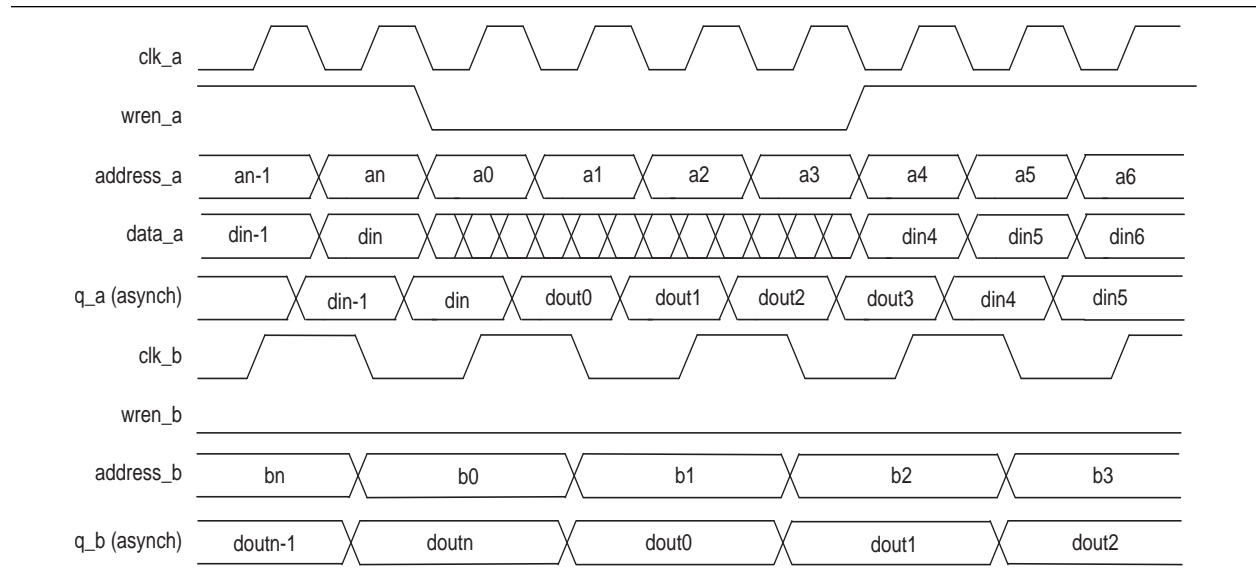 clk_a
wren_a
address_a an-1 an a0 a1 a2 a3 a4 a5 a6
data_a din-1 din din4 din5 din6
q_a (asynch) din-1 din dout0 dout1 dout2 dout3 din4 din5
clk_b
wren_b
address_b bn b0 b1 b2 b3
q_b (asynch) doutn-1 doutn dout0 dout1 dout2